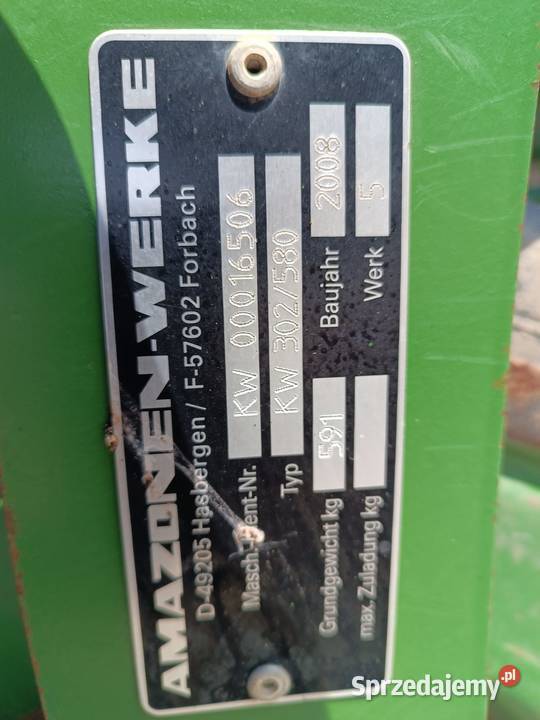 AMAZONEN-WERKE
D-49205 Hasbergen / F-57602 Forbach
Masch.-Ident-Nr. KW 00016506
Typ KW 302/580
Grundgewicht kg 591 Baujahr 2008
max. Zuladung kg Werk 5
Sprzedajemy.pl